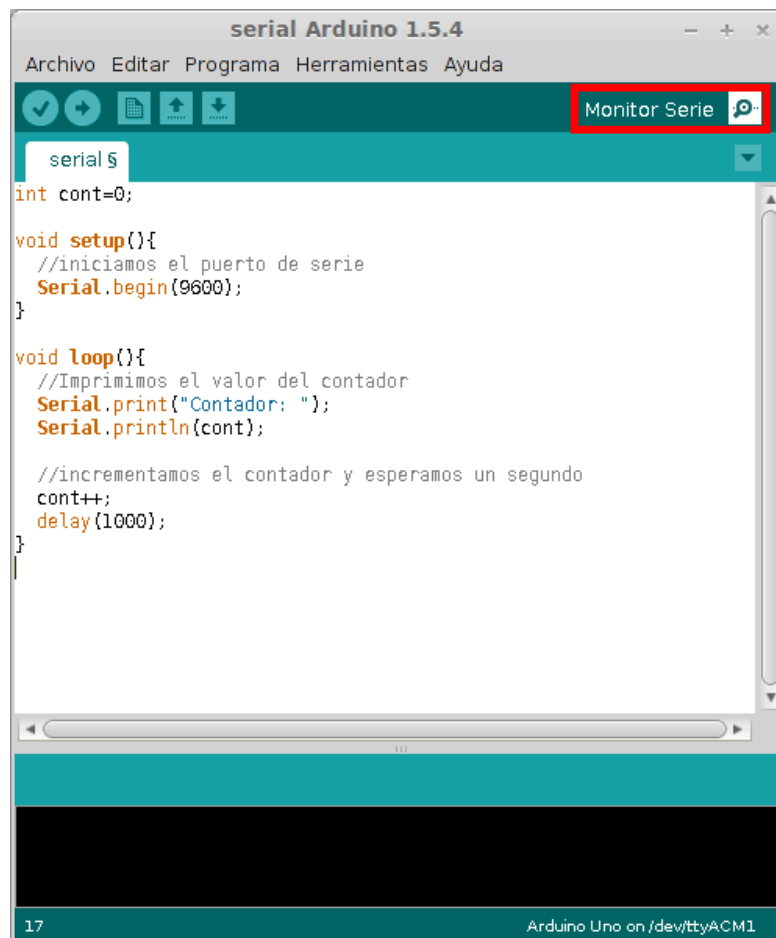 serial Arduino 1.5.4
Archivo Editar Programa Herramientas Ayuda
Monitor Serie
serial §
int cont=0;
void setup(){
//iniciamos el puerto de serie
Serial.begin(9600);
}
void loop(){
//Imprimimos el valor del contador
Serial.print("Contador: ");
Serial.println(cont);
//incrementamos el contador y esperamos un segundo
cont++;
delay(1000);
}
17
Arduino Uno on /dev/ttyACM1